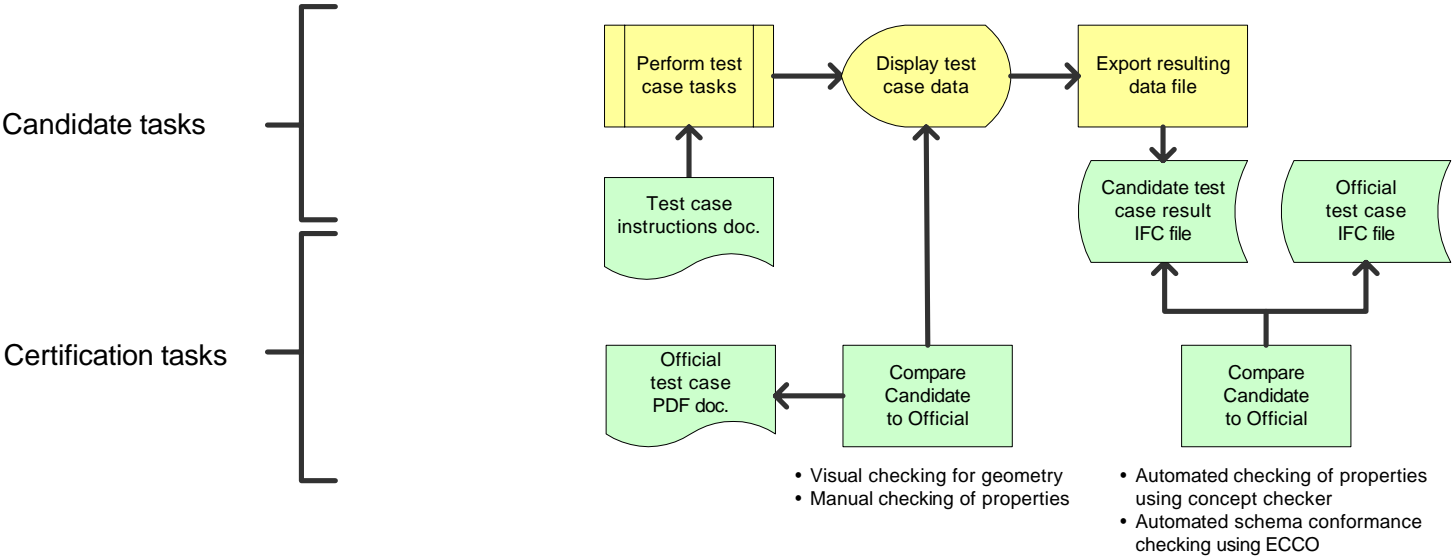 Candidate tasks
Perform test
case tasks
Display test
case data
Export resulting
data file
Test case
instructions doc.
Candidate test
case result
IFC file
Official
test case
IFC file
Certification tasks
Official
test case
PDF doc.
Compare
Candidate
to Official
Compare
Candidate
to Official
• Visual checking for geometry
• Manual checking of properties
• Automated checking of properties
using concept checker
• Automated schema conformance
checking using ECCO